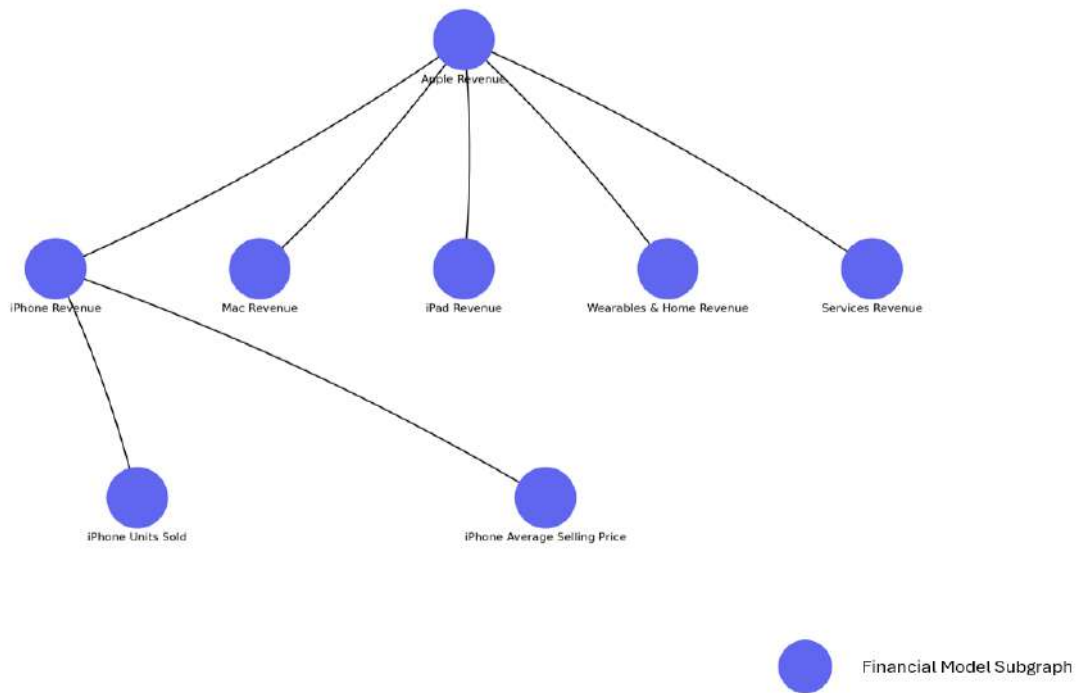 Apple Revenue
iPhone Revenue
Mac Revenue
iPad Revenue
Wearables & Home Revenue
Services Revenue
iPhone Units Sold
iPhone Average Selling Price
Financial Model Subgraph